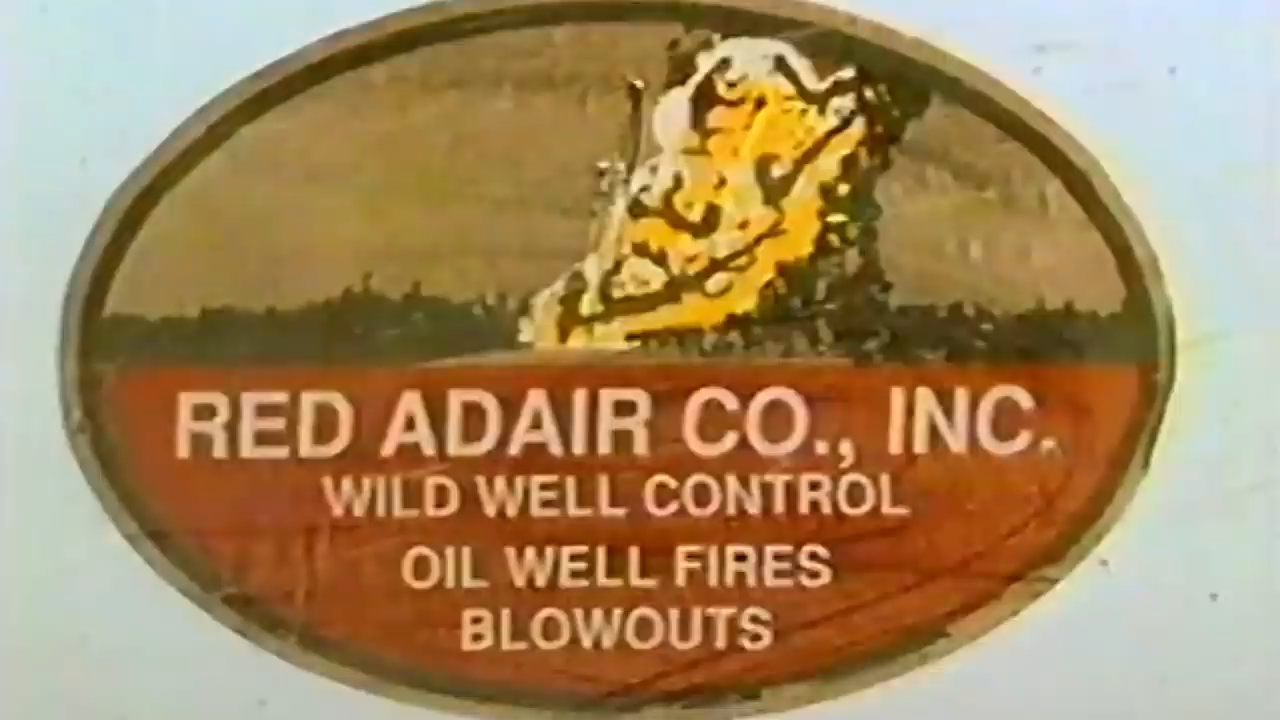 RED ADAIR CO., INC.
WILD WELL CONTROL
OIL WELL FIRES
BLOWOUTS